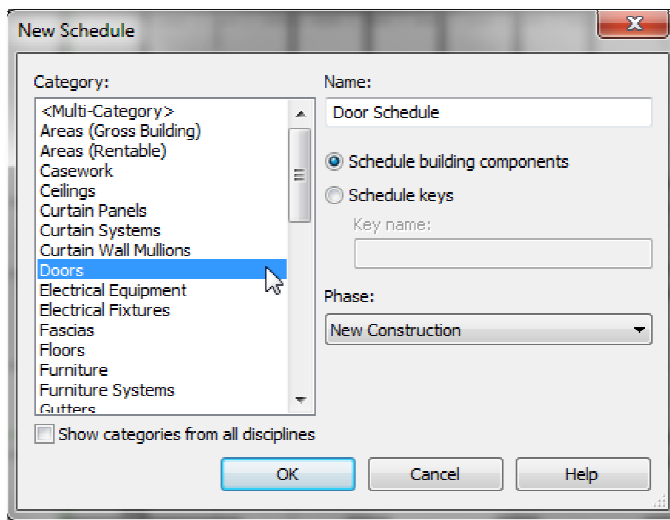 New Schedule
Category:
<Multi-Category>
Areas (Gross Building)
Areas (Rentable)
Casework
Ceilings
Curtain Panels
Curtain Systems
Curtain Wall Mullions
Doors
Electrical Equipment
Electrical Fixtures
Fascias
Floors
Furniture
Furniture Systems
Gutters
Show categories from all disciplines
Name:
Door Schedule
Schedule building components
Schedule keys
Key name:
Phase:
New Construction
OK Cancel Help